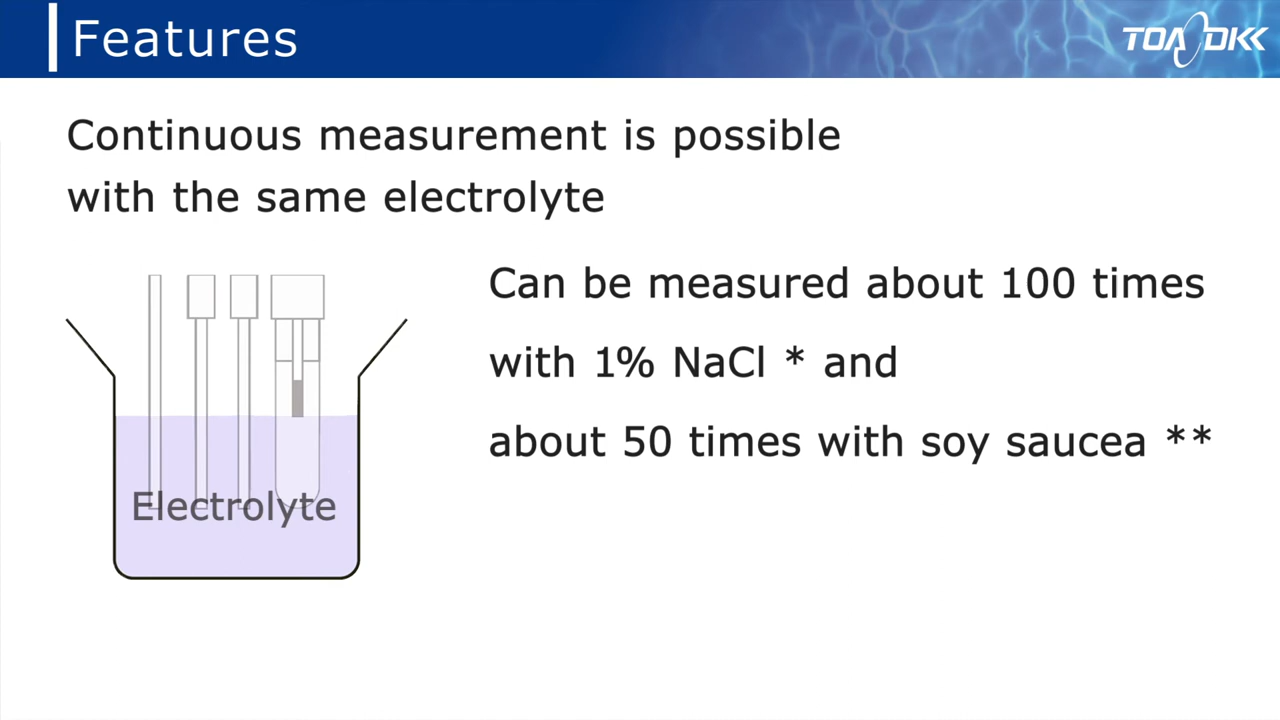 Features
TOA DKK
Continuous measurement is possible
with the same electrolyte
Can be measured about 100 times
with 1% NaCl * and
about 50 times with soy saucea **
Electrolyte